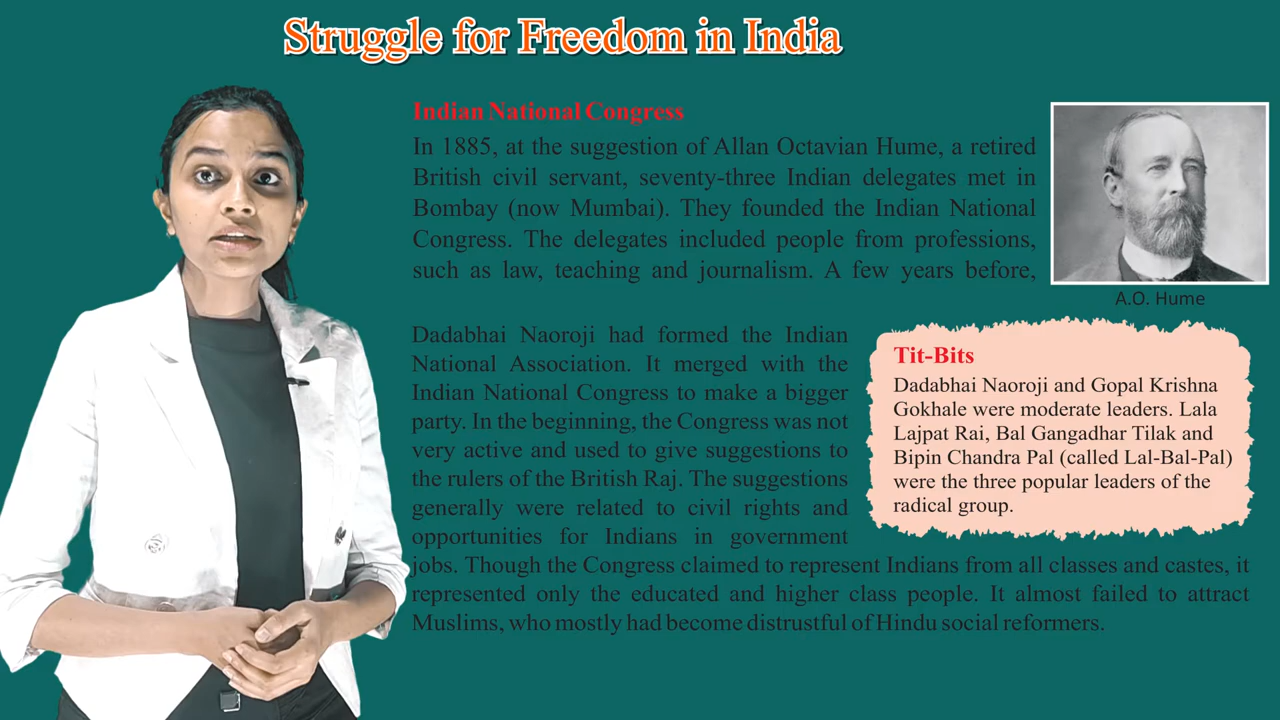 Struggle for Freedom in India
Indian National Congress
In 1885, at the suggestion of Allan Octavian Hume, a retired
British civil servant, seventy-three Indian delegates met in
Bombay (now Mumbai). They founded the Indian National
Congress. The delegates included people from professions,
such as law, teaching and journalism. A few years before,
A.O. Hume
Dadabhai Naoroji had formed the Indian
National Association. It merged with the
Indian National Congress to make a bigger
party. In the beginning, the Congress was not
very active and used to give suggestions to
the rulers of the British Raj. The suggestions
generally were related to civil rights and
opportunities for Indians in government
jobs. Though the Congress claimed to represent Indians from all classes and castes, it
represented only the educated and higher class people. It almost failed to attract
Muslims, who mostly had become distrustful of Hindu social reformers.
Tit-Bits
Dadabhai Naoroji and Gopal Krishna
Gokhale were moderate leaders. Lala
Lajpat Rai, Bal Gangadhar Tilak and
Bipin Chandra Pal (called Lal-Bal-Pal)
were the three popular leaders of the
radical group.